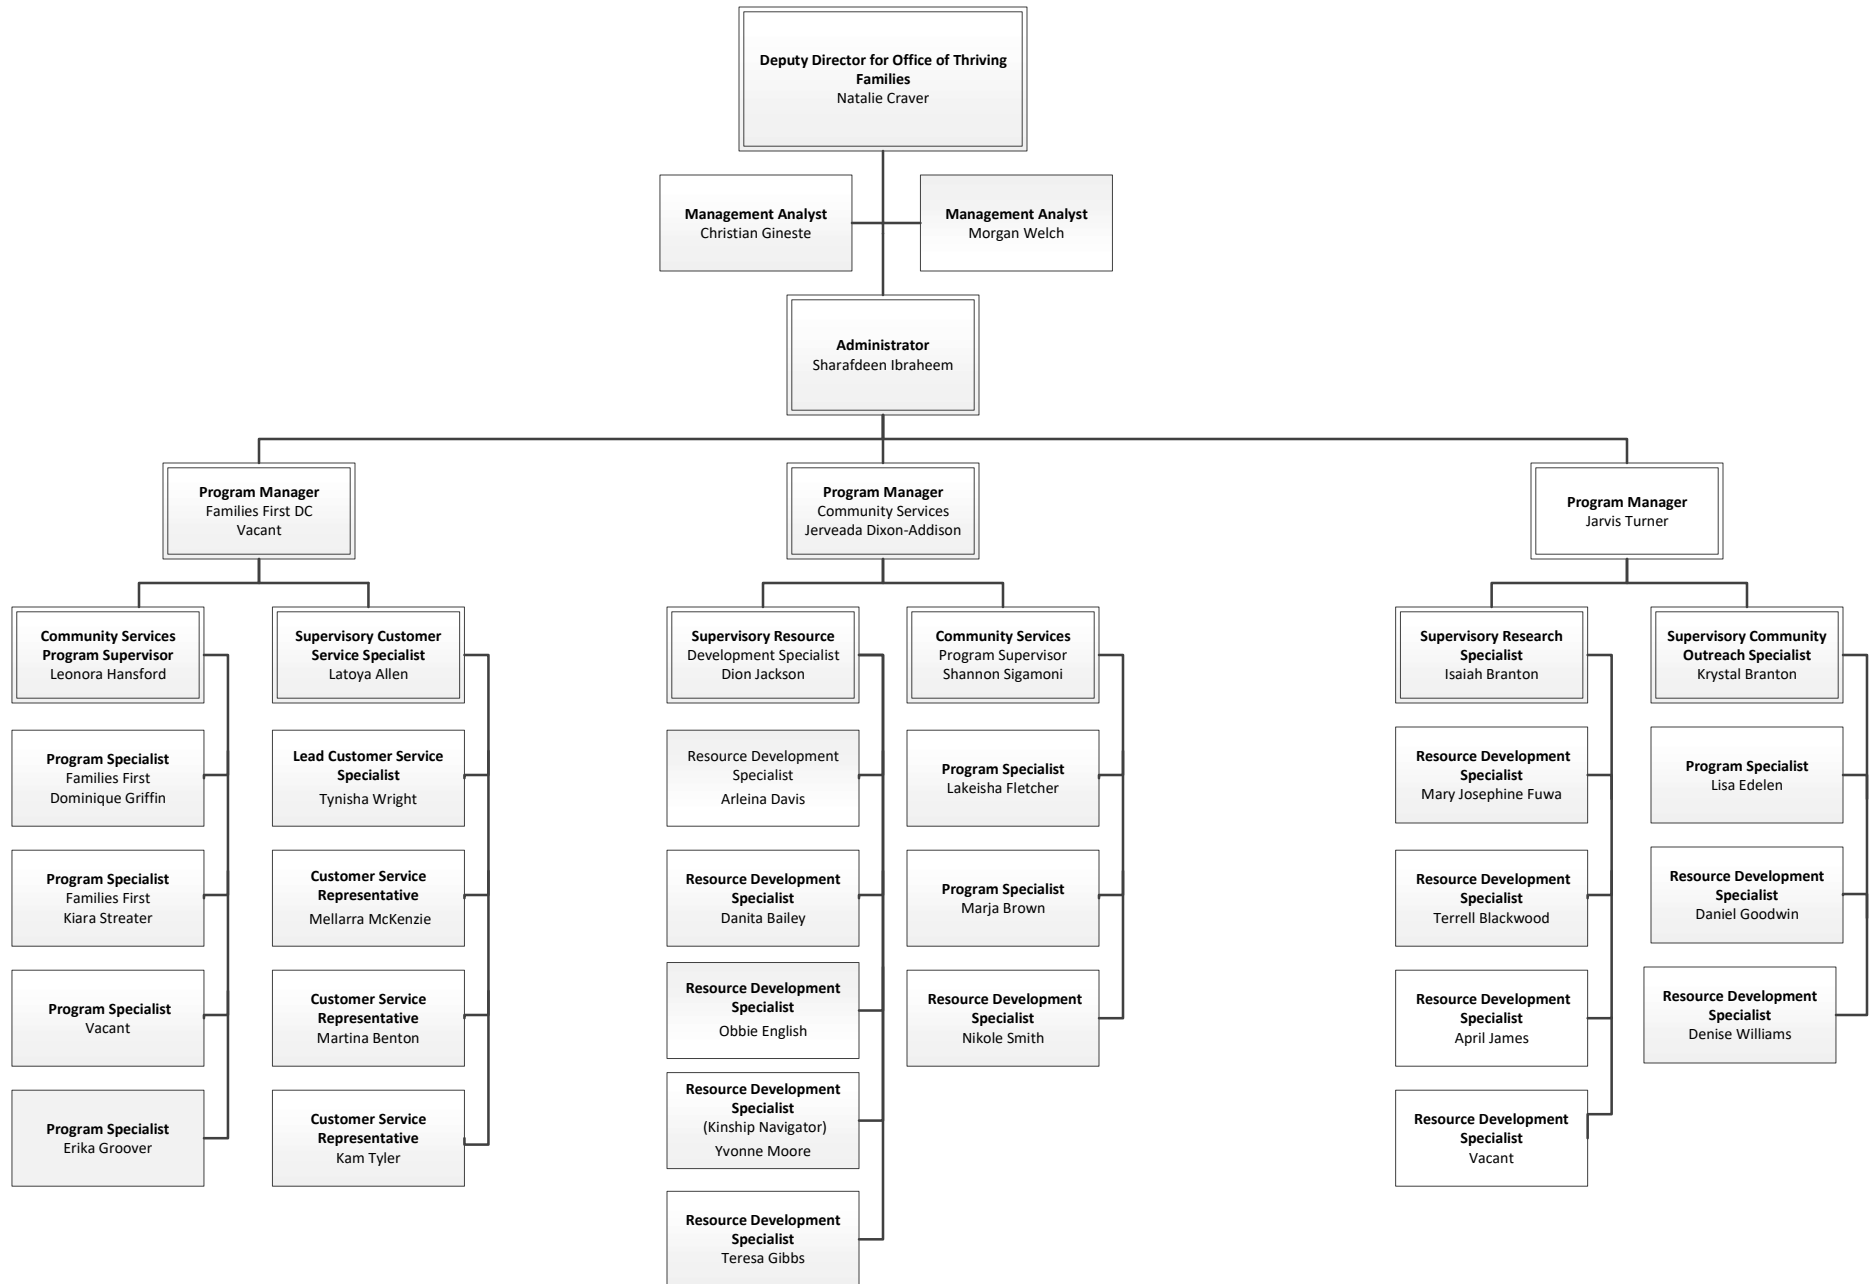 Deputy Director for Office of Thriving
Families
Natalie Craver
Management Analyst
Christian Gineste
Management Analyst
Morgan Welch
Administrator
Sharafdeen Ibraheem
Program Manager
Families First DC
Vacant
Program Manager
Community Services
Jerveada Dixon-Addison
Program Manager
Jarvis Turner
Community Services
Program Supervisor
Leonora Hansford
Program Specialist
Families First
Dominique Griffin
Program Specialist
Families First
Kiara Streater
Program Specialist
Vacant
Program Specialist
Erika Groover
Supervisory Customer
Service Specialist
Latoya Allen
Lead Customer Service
Specialist
Tynisha Wright
Customer Service
Representative
Mellarra McKenzie
Customer Service
Representative
Martina Benton
Customer Service
Representative
Kam Tyler
Supervisory Resource
Development Specialist
Dion Jackson
Resource Development
Specialist
Arleina Davis
Resource Development
Specialist
Danita Bailey
Resource Development
Specialist
Obbie English
Resource Development
Specialist
(Kinship Navigator)
Yvonne Moore
Resource Development
Specialist
Teresa Gibbs
Community Services
Program Supervisor
Shannon Sigamoni
Program Specialist
Lakeisha Fletcher
Program Specialist
Marja Brown
Resource Development
Specialist
Nikole Smith
Supervisory Research
Specialist
Isaiah Branton
Resource Development
Specialist
Mary Josephine Fuwa
Resource Development
Specialist
Terrell Blackwood
Resource Development
Specialist
April James
Resource Development
Specialist
Vacant
Supervisory Community
Outreach Specialist
Krystal Branton
Program Specialist
Lisa Edelen
Resource Development
Specialist
Daniel Goodwin
Resource Development
Specialist
Denise Williams